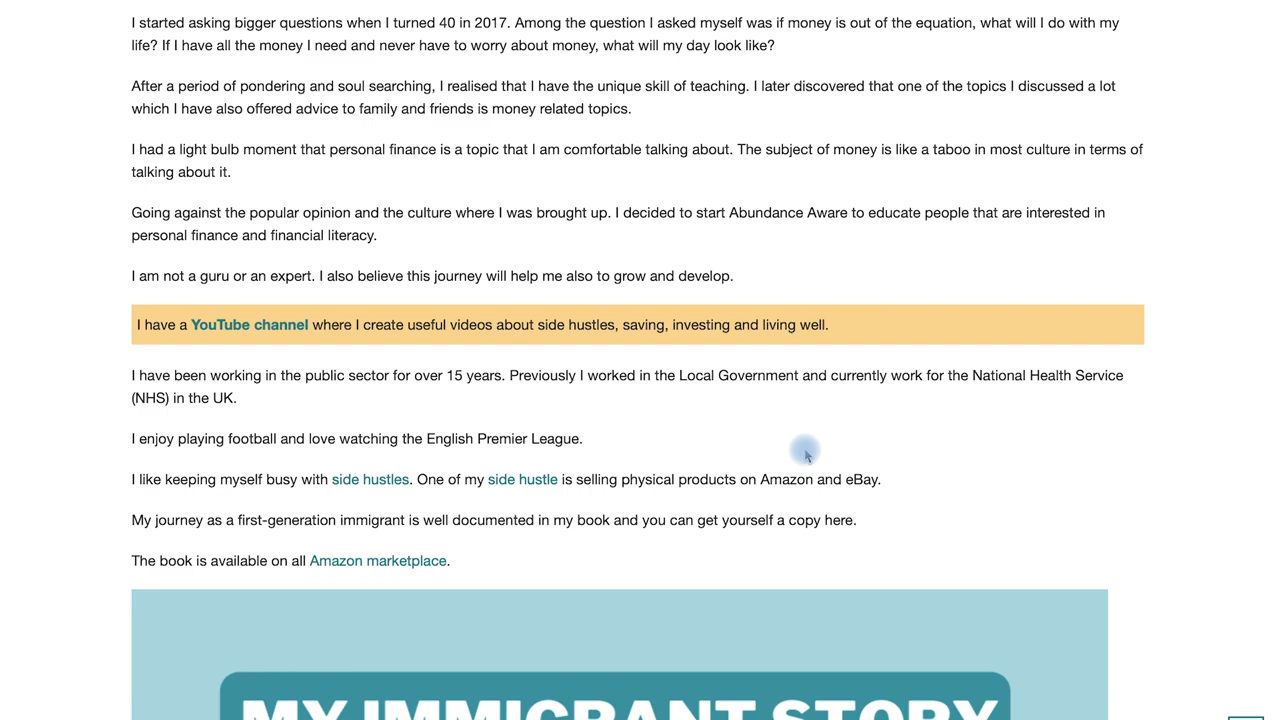 I started asking bigger questions when I turned 40 in 2017. Among the question I asked myself was if money is out of the equation, what will I do with my
life? If I have all the money I need and never have to worry about money, what will my day look like?
After a period of pondering and soul searching, I realised that I have the unique skill of teaching. I later discovered that one of the topics I discussed a lot
which I have also offered advice to family and friends is money related topics.
I had a light bulb moment that personal finance is a topic that I am comfortable talking about. The subject of money is like a taboo in most culture in terms of
talking about it.
Going against the popular opinion and the culture where I was brought up. I decided to start Abundance Aware to educate people that are interested in
personal finance and financial literacy.
I am not a guru or an expert. I also believe this journey will help me also to grow and develop.
I have a YouTube channel where I create useful videos about side hustles, saving, investing and living well.
I have been working in the public sector for over 15 years. Previously I worked in the Local Government and currently work for the National Health Service
(NHS) in the UK.
I enjoy playing football and love watching the English Premier League.
I like keeping myself busy with side hustles. One of my side hustle is selling physical products on Amazon and eBay.
My journey as a first-generation immigrant is well documented in my book and you can get yourself a copy here.
The book is available on all Amazon marketplace.
MY IMMIGRANT STORY